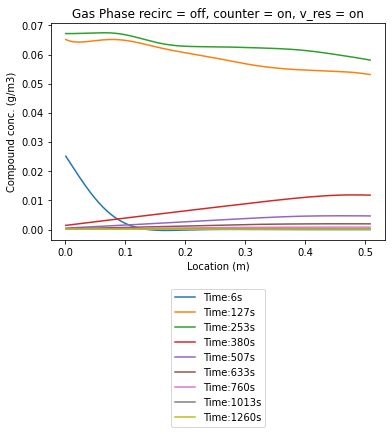 Gas Phase recirc = off, counter = on, v_res = on
Compound conc. (g/m3)
0.07
0.06
0.05
0.04
0.03
0.02
0.01
0.00
0.0 0.1 0.2 0.3 0.4 0.5
Location (m)
Time:6s
Time:127s
Time:253s
Time:380s
Time:507s
Time:633s
Time:760s
Time:1013s
Time:1260s